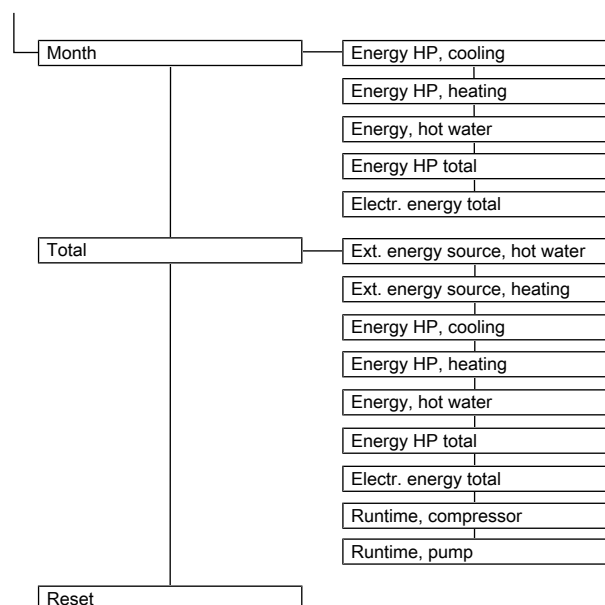 Month
Energy HP, cooling
Energy HP, heating
Energy, hot water
Energy HP total
Electr. energy total
Total
Ext. energy source, hot water
Ext. energy source, heating
Energy HP, cooling
Energy HP, heating
Energy, hot water
Energy HP total
Electr. energy total
Runtime, compressor
Runtime, pump
Reset